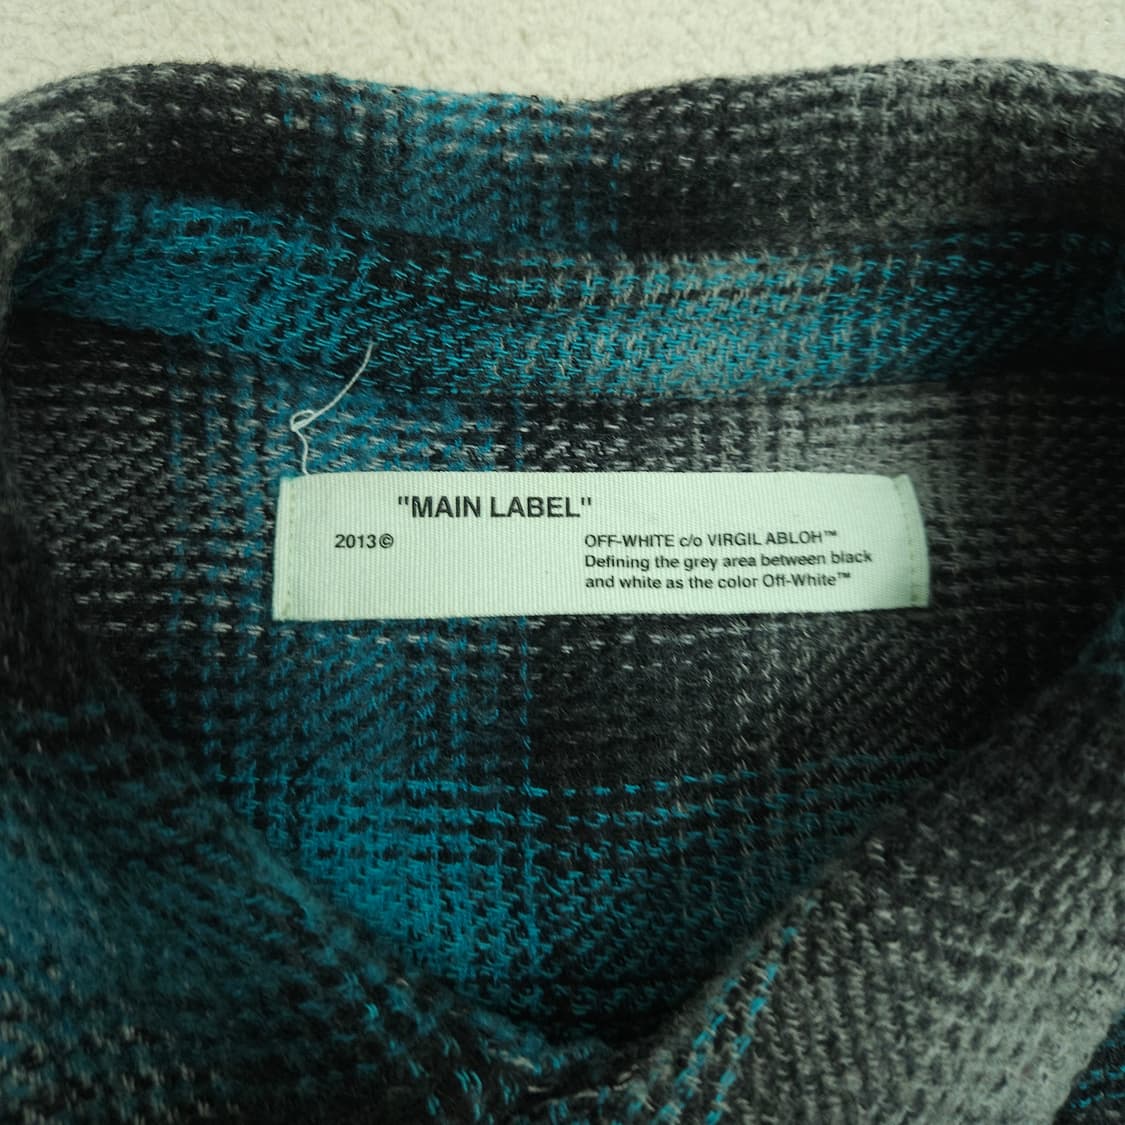 "MAIN LABEL"
2013©
OFF-WHITE c/o VIRGIL ABLOH™
Defining the grey area between black
and white as the color Off-White™